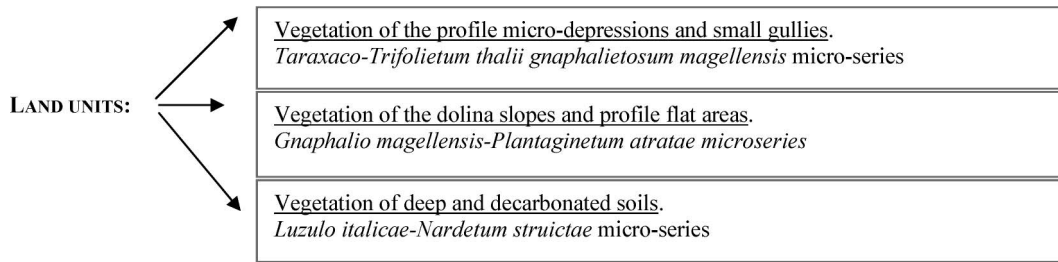 Vegetation of the profile micro-depressions and small gullies.
Taraxaco-Trifolietum thalii gnaphalietosum magellensis micro-series
LAND UNITS:
Vegetation of the dolina slopes and profile flat areas.
Gnaphalio magellensis-Plantaginetum atratae microseries
Vegetation of deep and decarbonated soils.
Luzulo italicae-Nardetum struictae micro-series